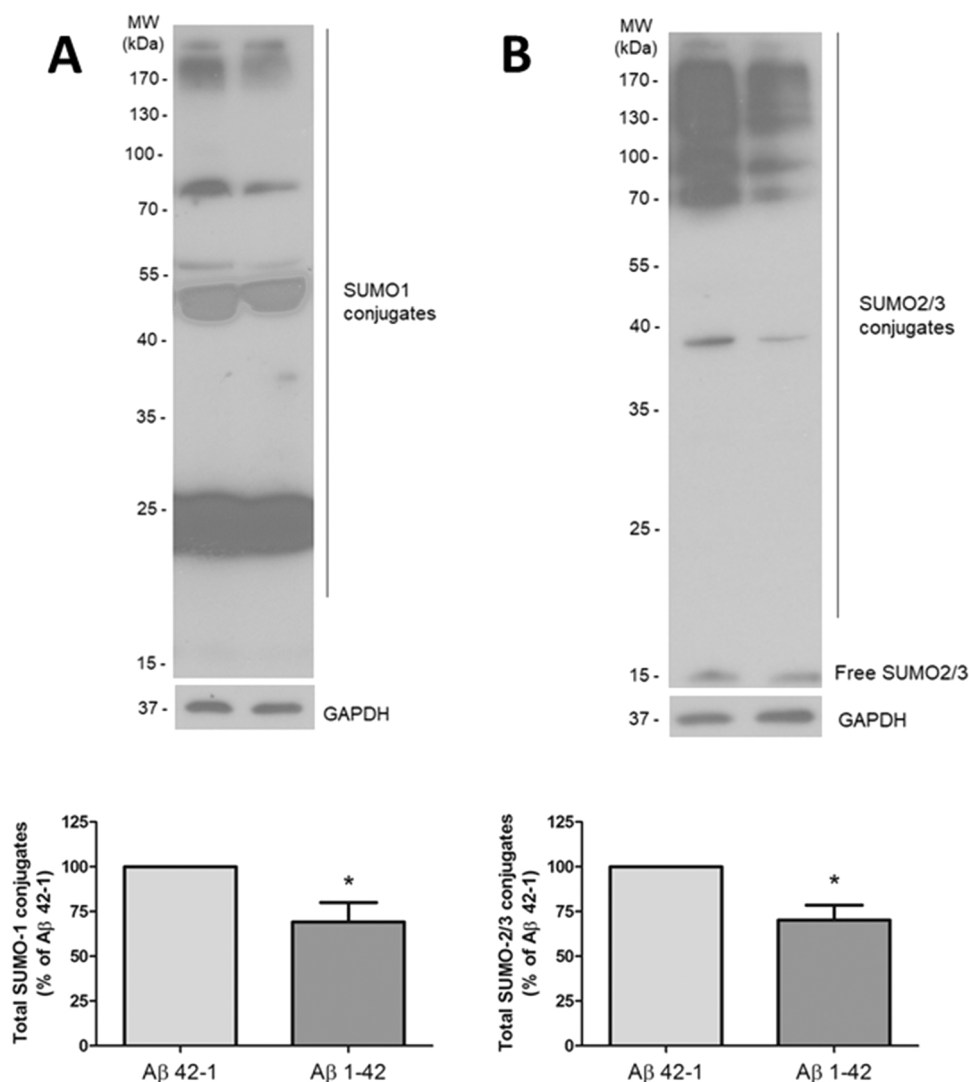 A
MW
(kDa)
170 -
130 -
100 -
70 -
55 -
40 -
35 -
25 -
15 -
SUMO1
conjugates
37 -
GAPDH
B
MW
(kDa)
170 -
130 -
100 -
70 -
55 -
40 -
35 -
25 -
15 -
SUMO2/3
conjugates
Free SUMO2/3
37 -
GAPDH
Total SUMO-1 conjugates
(% of Aβ 42-1)
125
100
75
50
25
0
*
Aβ 42-1
Aβ 1-42
Total SUMO-2/3 conjugates
(% of Aβ 42-1)
125
100
75
50
25
0
*
Aβ 42-1
Aβ 1-42